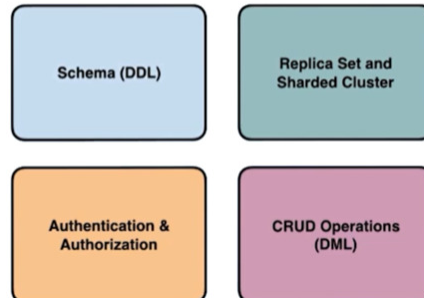 Schema (DDL)
Replica Set and
Sharded Cluster
Authentication &
Authorization
CRUD Operations
(DML)